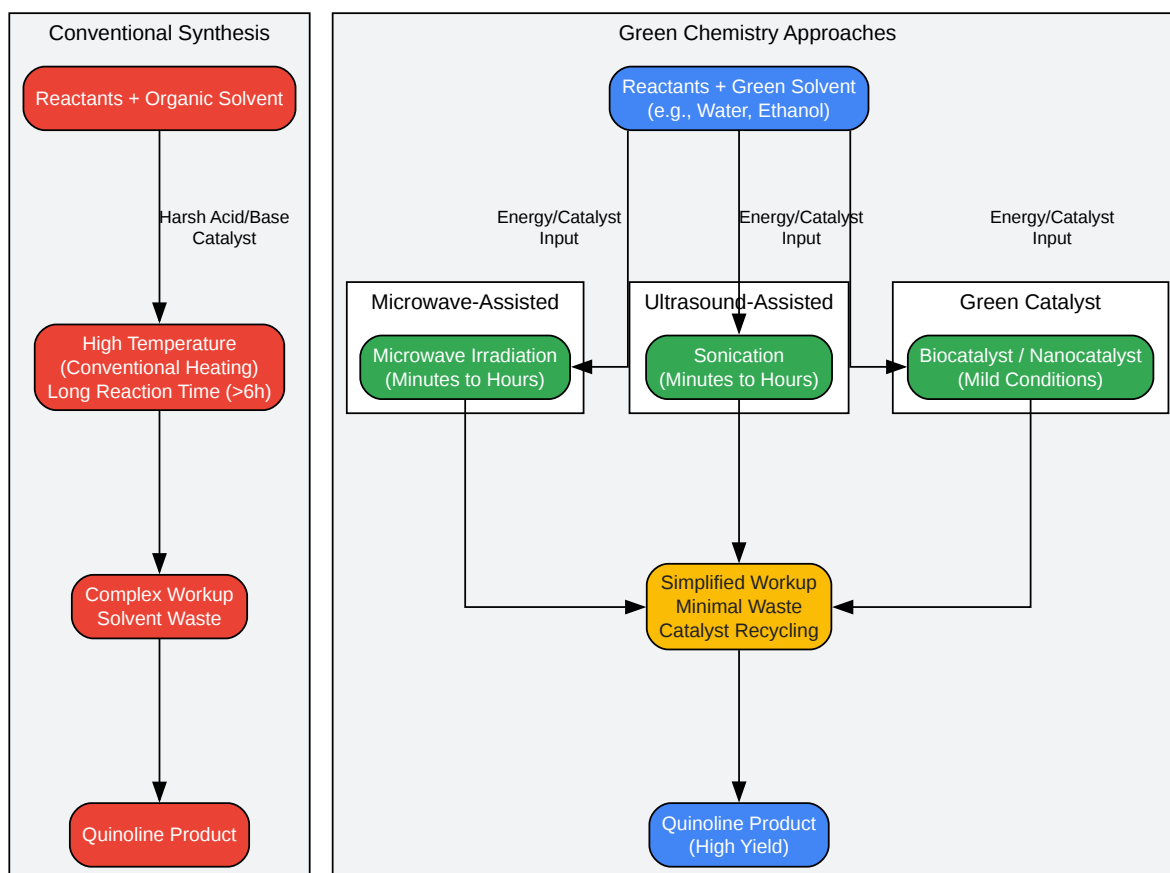 Conventional Synthesis
Reactants + Organic Solvent
Harsh Acid/Base
Catalyst
High Temperature
(Conventional Heating)
Long Reaction Time (>6h)
Complex Workup
Solvent Waste
Quinoline Product
Green Chemistry Approaches
Reactants + Green Solvent
(e.g., Water, Ethanol)
Energy/Catalyst
Input
Energy/Catalyst
Input
Energy/Catalyst
Input
Microwave-Assisted
Microwave Irradiation
(Minutes to Hours)
Ultrasound-Assisted
Sonication
(Minutes to Hours)
Green Catalyst
Biocatalyst / Nanocatalyst
(Mild Conditions)
Simplified Workup
Minimal Waste
Catalyst Recycling
Quinoline Product
(High Yield)